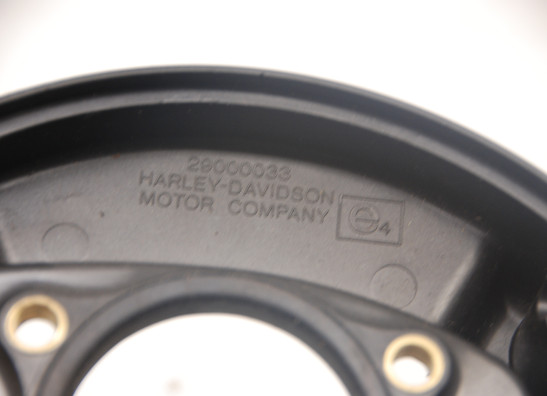 29000033
HARLEY-DAVIDSON
MOTOR COMPANY
e4